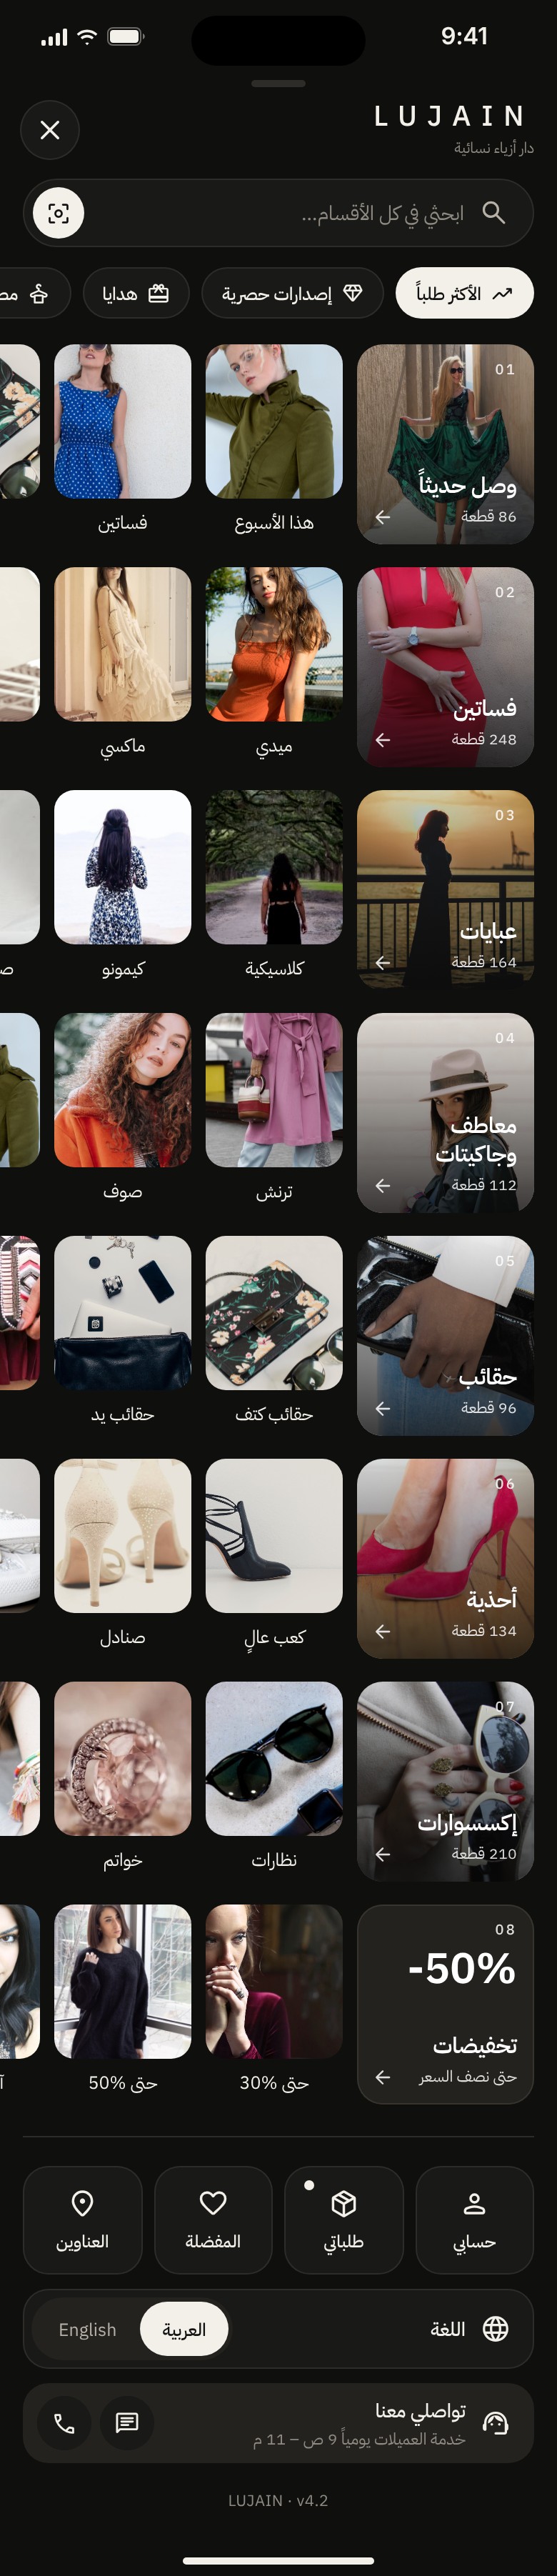 9:41
LUJAIN
دار أزياء نسائية
ابحثي في كل الأقسام...
الأكثر طلباً
إصدارات حصرية
هدايا
01
وصل حديثاً
86 قطعة
هذا الأسبوع
فساتين
02
فساتين
248 قطعة
ميدي
ماكسي
03
عبايات
164 قطعة
كلاسيكية
كيمونو
04
معاطف
وجاكيتات
112 قطعة
ترنش
صوف
05
حقائب
96 قطعة
حقائب كتف
حقائب يد
06
أحذية
134 قطعة
كعب عالٍ
صنادل
07
إكسسوارات
210 قطعة
نظارات
خواتم
08
-50%
تخفيضات
حتى نصف السعر
حتى 30%
حتى 50%
حسابي
طلباتي
المفضلة
العناوين
اللغة
العربية
English
تواصلي معنا
خدمة العميلات يومياً 9 ص – 11 م
LUJAIN · v4.2